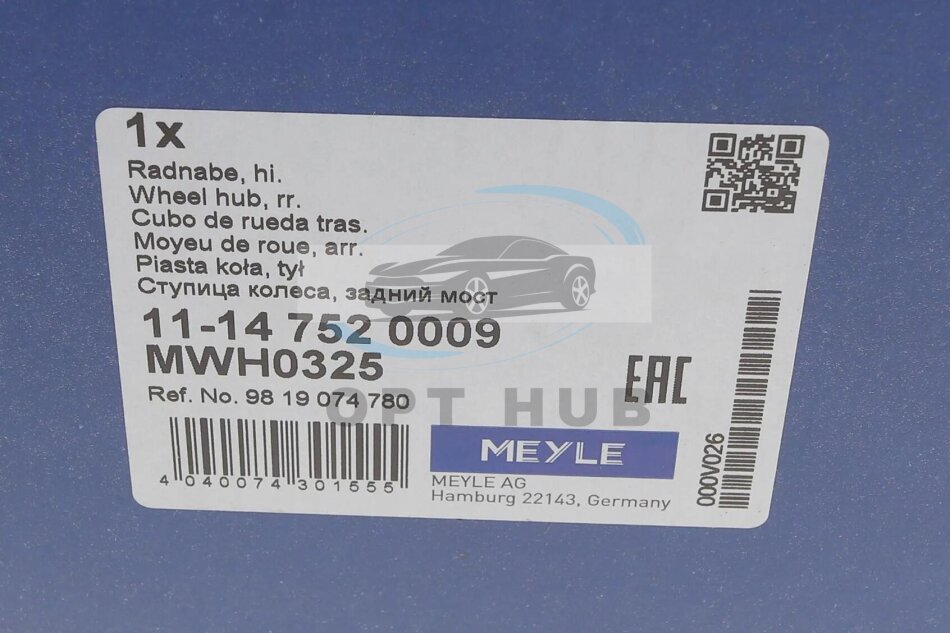 1x
Radnabe, hi.
Wheel hub, rr.
Cubo de rueda tras.
Moyeu de roue, arr.
Piasta koła, tył
Ступица колеса, задний мост
11-14 752 0009
MWH0325
Ref. No. 98 19 074 780
EAC
OPT HUB
4 040074 301555
MEYLE
MEYLE AG
Hamburg 22143, Germany
000V026